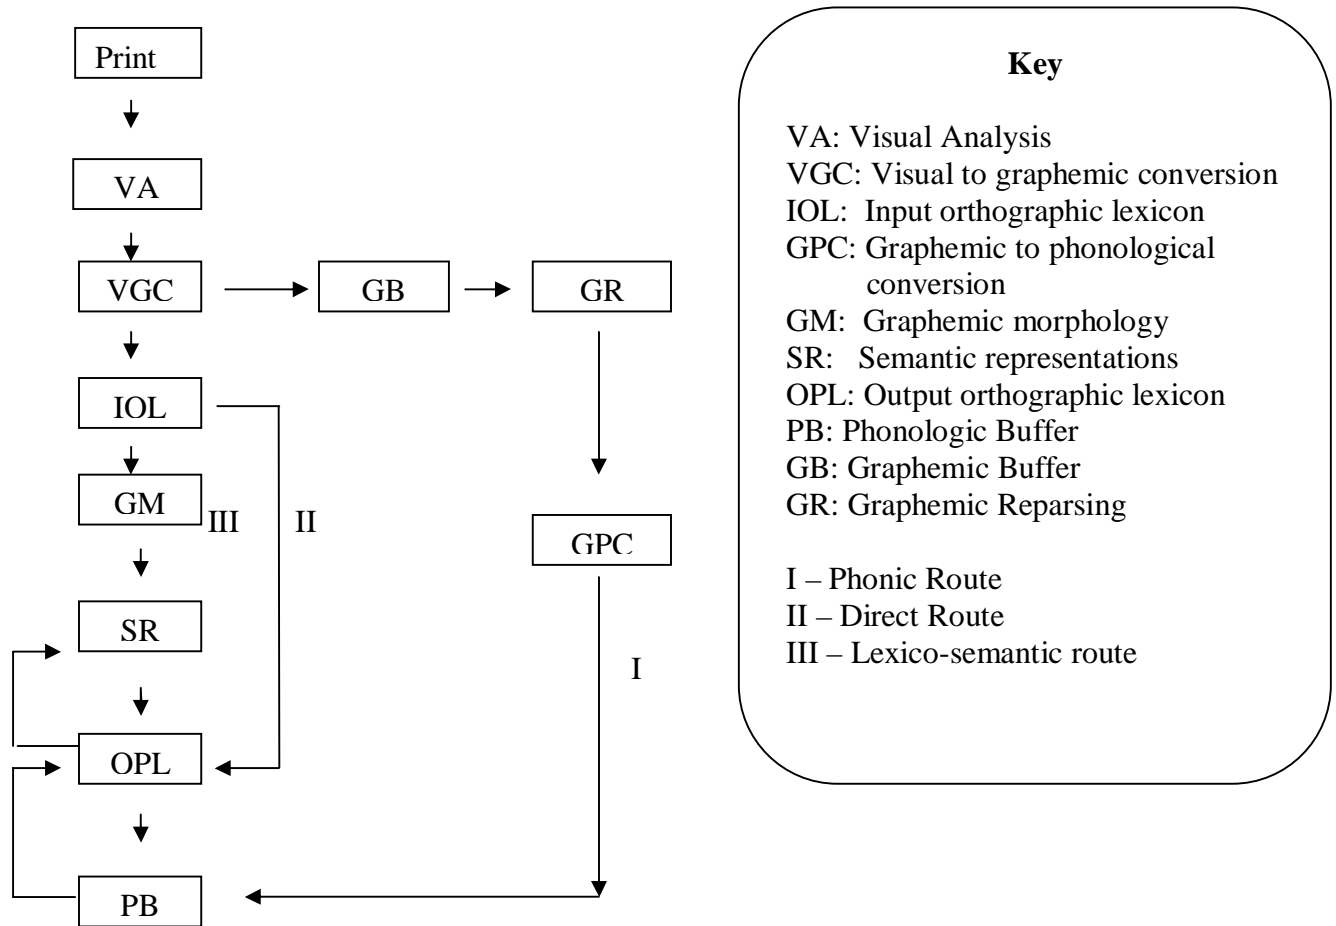 Print
VA
VGC
GB
GR
IOL
GM
III
II
GPC
SR
I
OPL
PB
Key
VA: Visual Analysis
VGC: Visual to graphemic conversion
IOL: Input orthographic lexicon
GPC: Graphemic to phonological
conversion
GM: Graphemic morphology
SR: Semantic representations
OPL: Output orthographic lexicon
PB: Phonologic Buffer
GB: Graphemic Buffer
GR: Graphemic Reparsing
I – Phonic Route
II – Direct Route
III – Lexico-semantic route